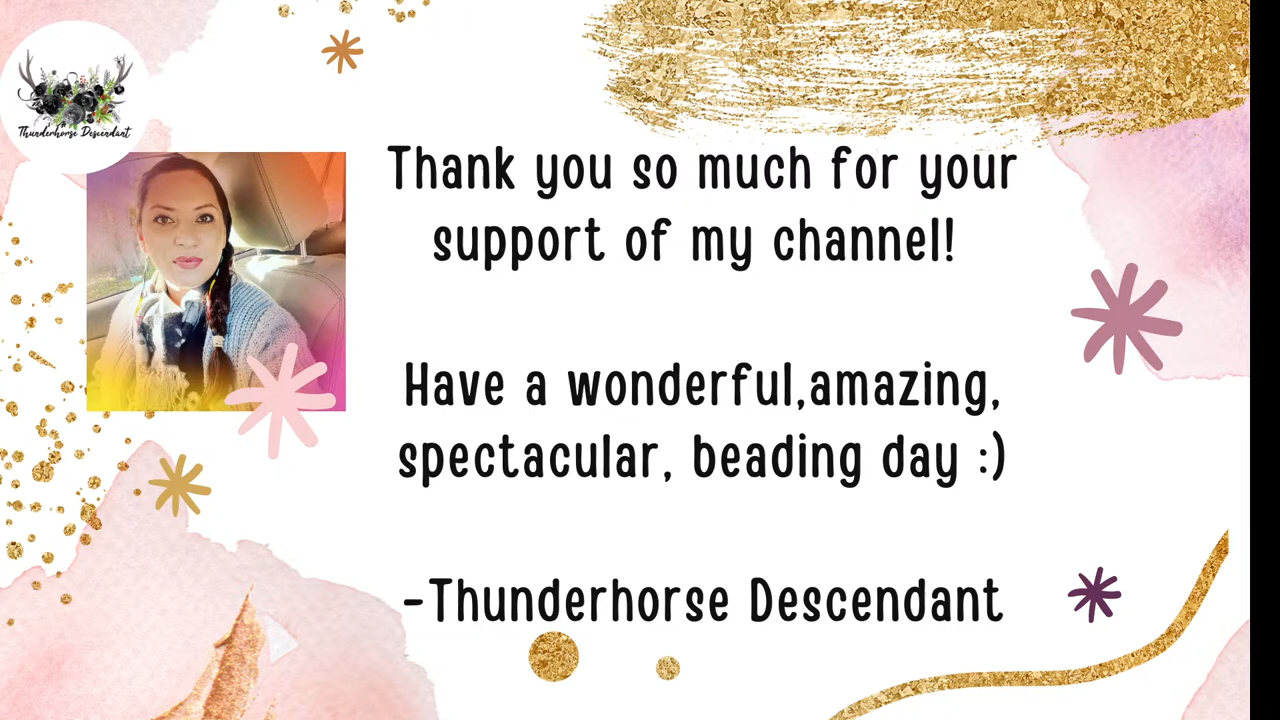 Thunderhorse Descendant
Thank you so much for your
support of my channel!
Have a wonderful,amazing,
spectacular, beading day :)
-Thunderhorse Descendant